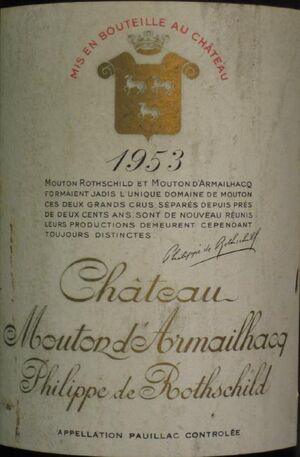 MIS EN BOUTEILLE AU CHÂTEAU
1953
MOUTON ROTHSCHILD ET MOUTON D'ARMAILHACQ
FORMAIENT JADIS L'UNIQUE DOMAINE DE MOUTON
CES DEUX GRANDS CRUS, SÉPARÉS DEPUIS PRÈS
DE DEUX CENTS ANS, SONT DE NOUVEAU RÉUNIS
LEURS PRODUCTIONS DEMEURENT CEPENDANT
TOUJOURS DISTINCTES
Philippe de Rothschild
Château
Mouton d'Armailhacq
Philippe de Rothschild
APPELLATION PAUILLAC CONTROLÉE